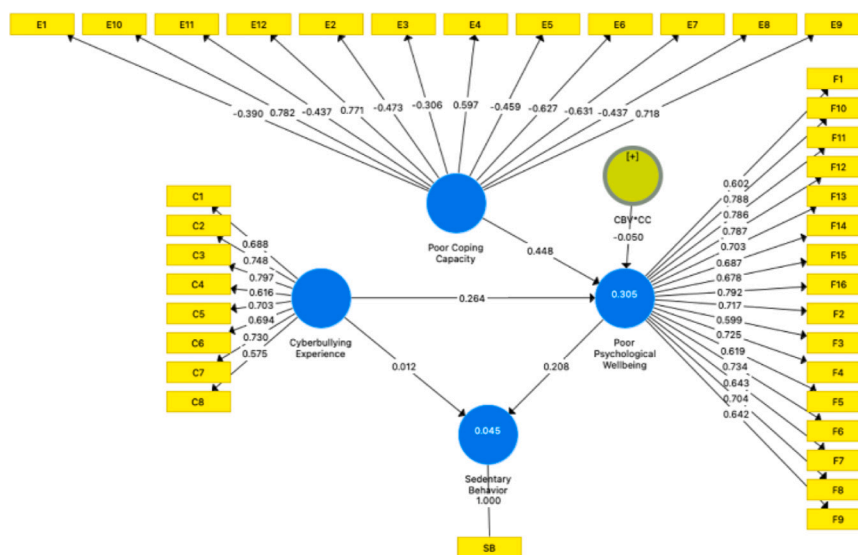 E1 E10 E11 E12 E2 E3 E4 E5 E6 E7 E8 E9
-0.390 0.782 -0.437 0.771 -0.473 -0.306 0.597 -0.459 -0.627 -0.631 -0.437 0.718
Poor Coping
Capacity
[+]
CBV*CC
-0.050
0.448
C1
C2
C3
C4
C5
C6
C7
C8
0.688
0.748
0.797
0.616
0.703
0.694
0.730
0.575
Cyberbullying
Experience
0.264
0.012
0.305
Poor
Psychological
Wellbeing
0.208
0.045
Sedentary
Behavior
1.000
SB
0.602
0.788
0.786
0.787
0.703
0.687
0.678
0.792
0.717
0.599
0.725
0.619
0.734
0.643
0.704
0.642
F1
F10
F11
F12
F13
F14
F15
F16
F2
F3
F4
F5
F6
F7
F8
F9